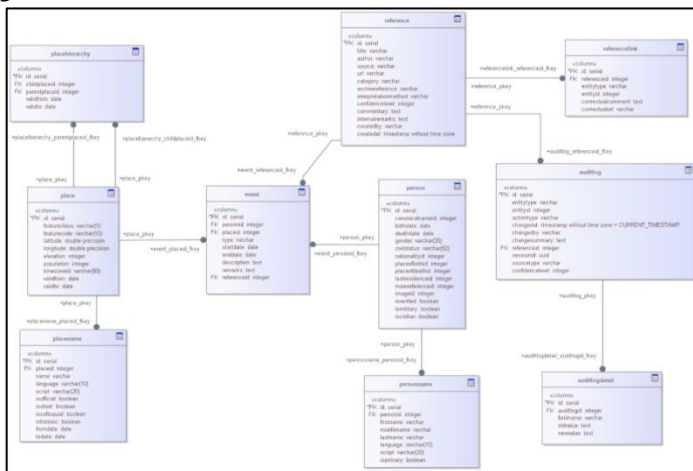 reference
«column»
*PK id: serial
title: varchar
author: varchar
source: varchar
url: varchar
category: varchar
archivereference: varchar
interpretationmethod: varchar
confidencelevel: integer
commentary: text
internalremarks: text
createdby: varchar
createdat: timestamp without time zone
referencelink
«column»
*PK id: serial
FK referenceid: integer
entitytype: varchar
entityid: integer
contextualcomment: text
contextualref: varchar
placehierarchy
«column»
*PK id: serial
FK childplaceid: integer
FK parentplaceid: integer
validfrom: date
validto: date
+referencelink_referenceid_fkey
+reference_pkey
+reference_pkey
+placehierarchy_parentplaceid_fkey
+placehierarchy_childplaceid_fkey
+reference_pkey
+auditlog_referenceid_fkey
+place_pkey
+place_pkey
+event_referenceid_fkey
place
«column»
*PK id: serial
featureclass: varchar(1)
featurecode: varchar(10)
latitude: double precision
longitude: double precision
elevation: integer
population: integer
timezoneid: varchar(50)
validfrom: date
validto: date
event
«column»
*PK id: serial
FK personid: integer
FK placeid: integer
type: varchar
startdate: date
enddate: date
description: text
remarks: text
FK referenceid: integer
person
«column»
*PK id: serial
canonicalnameid: integer
birthdate: date
deathdate: date
gender: varchar(20)
civilstatus: varchar(50)
nationalityid: integer
placeofbirthid: integer
placeofdeathid: integer
lastresidenceid: integer
mainreferenceid: integer
imageid: integer
isverified: boolean
ismilitary: boolean
iscivilian: boolean
auditlog
«column»
*PK id: serial
entitytype: varchar
entityid: integer
actiontype: varchar
changedat: timestamp without time zone = CURRENT_TIMESTAMP
changedby: varchar
changesummary: text
FK referenceid: integer
sessionid: uuid
sourcetype: varchar
confidencelevel: integer
+place_pkey
+event_placeid_fkey
+person_pkey
+event_personid_fkey
+place_pkey
+placename_placeid_fkey
+auditlog_pkey
+person_pkey
+personname_personid_fkey
+auditlogdetail_auditlogid_fkey
placename
«column»
*PK id: serial
FK placeid: integer
name: varchar
language: varchar(10)
script: varchar(20)
isofficial: boolean
isshort: boolean
iscolloquial: boolean
ishistoric: boolean
fromdate: date
todate: date
personname
«column»
*PK id: serial
FK personid: integer
firstname: varchar
middlename: varchar
lastname: varchar
language: varchar(10)
script: varchar(20)
isprimary: boolean
auditlogdetail
«column»
*PK id: serial
FK auditlogid: integer
fieldname: varchar
oldvalue: text
newvalue: text